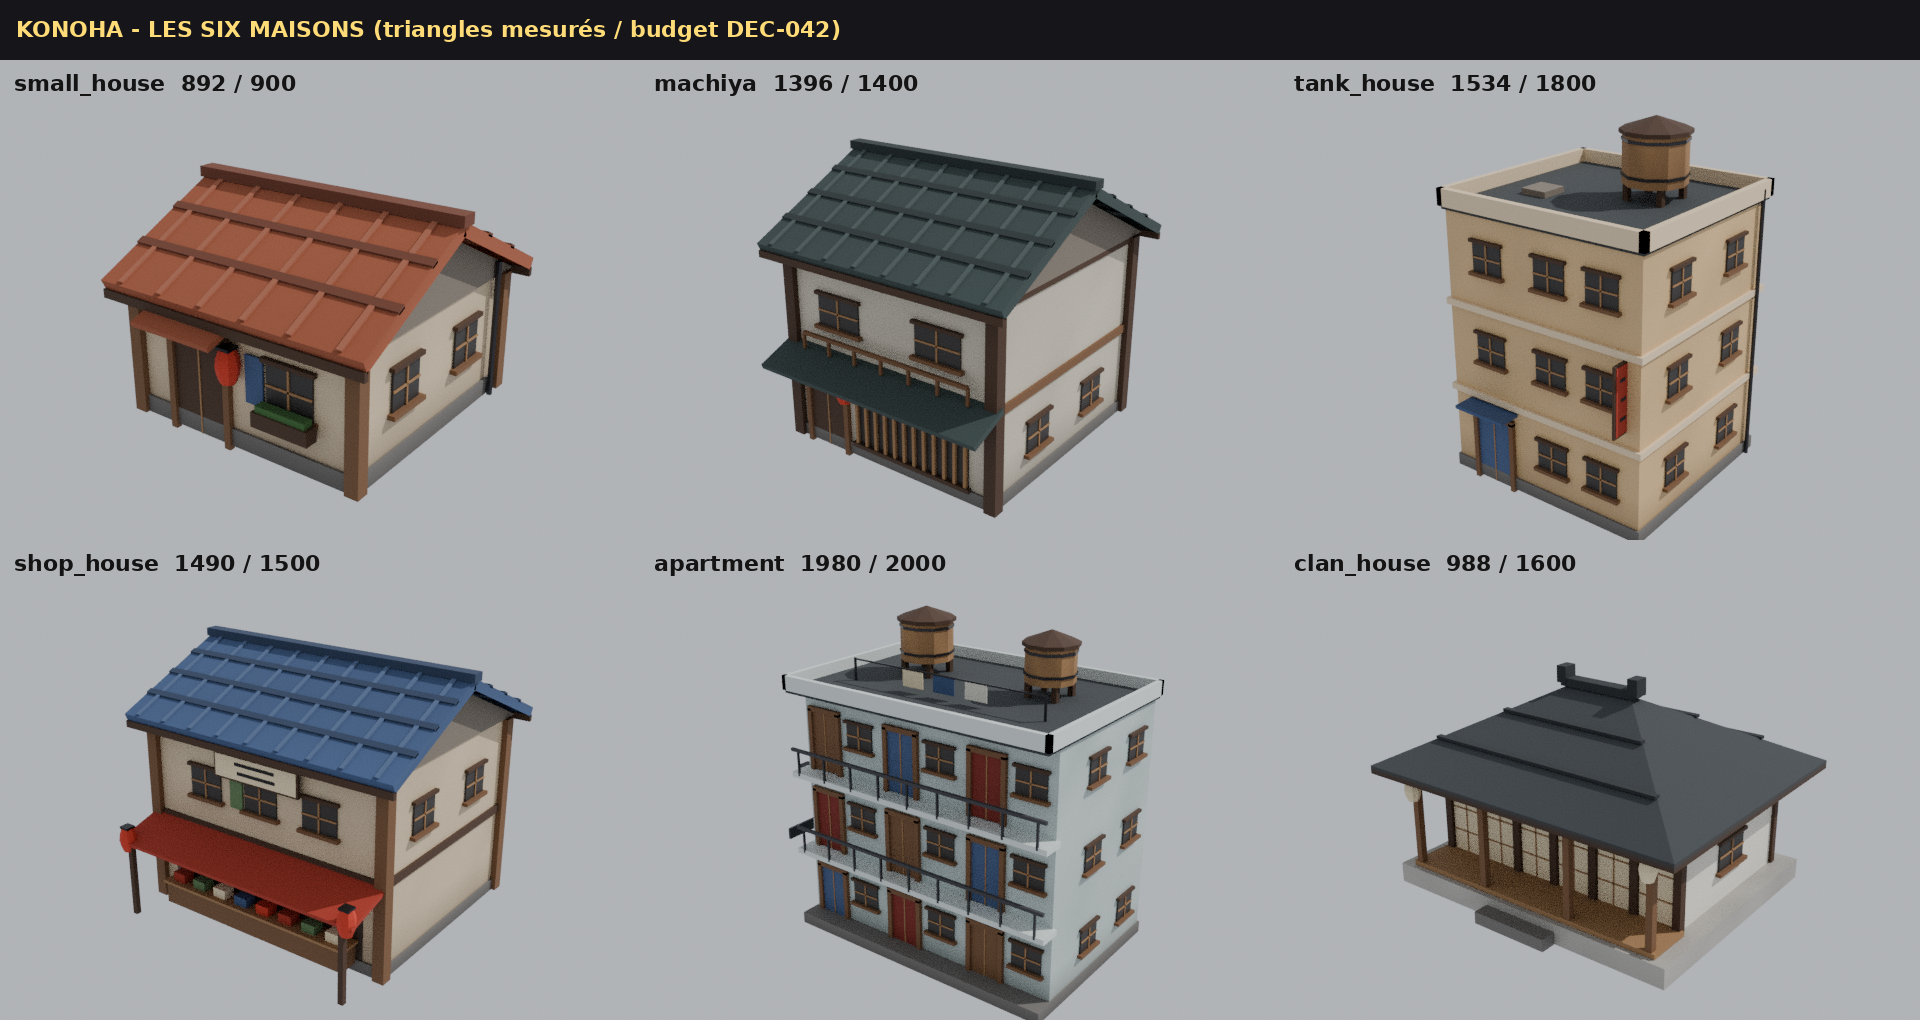 KONOHA - LES SIX MAISONS (triangles mesurés / budget DEC-042)
small_house  892 / 900
machiya  1396 / 1400
tank_house  1534 / 1800
shop_house  1490 / 1500
apartment  1980 / 2000
clan_house  988 / 1600